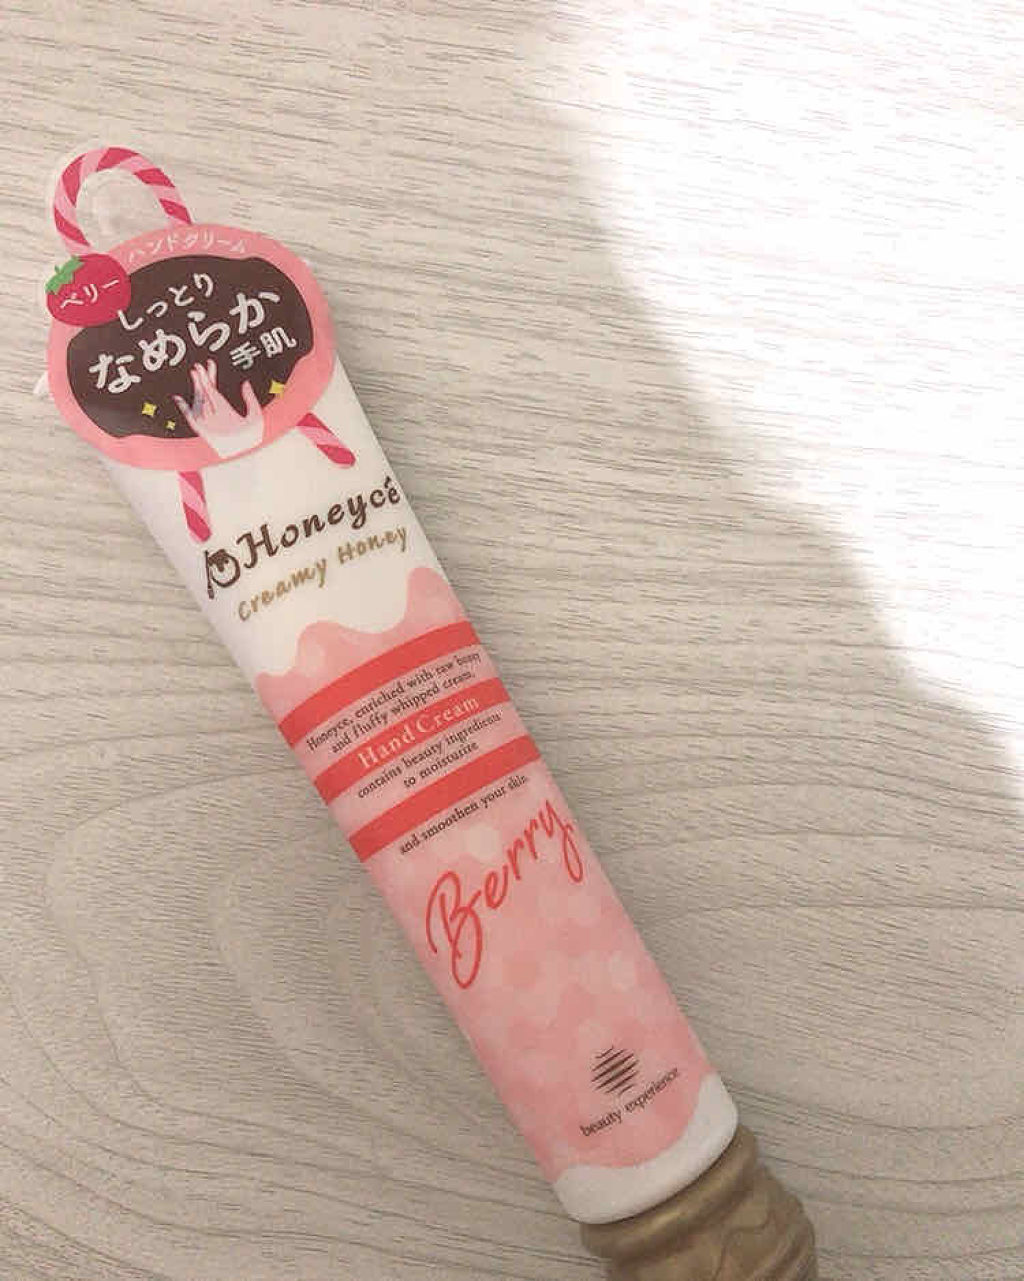 ハンドクリーム
ベリー
しっとり
なめらか
手肌
Honeycé
Creamy Honey
Honeyce, enriched with raw honey
and fluffy whipped cream,
Hand Cream
contains beauty ingredients
to moisturize
and smoothen your skin.
Berry
beauty experience